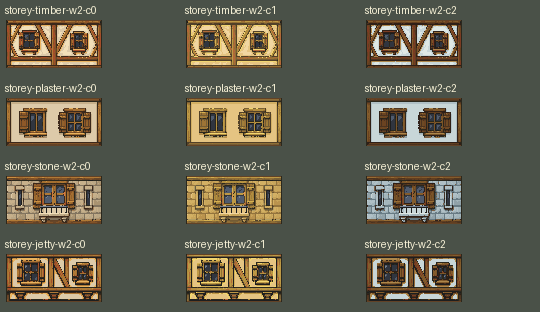 storey-timber-w2-c0 storey-timber-w2-c1 storey-timber-w2-c2
storey-plaster-w2-c0 storey-plaster-w2-c1 storey-plaster-w2-c2
storey-stone-w2-c0 storey-stone-w2-c1 storey-stone-w2-c2
storey-jetty-w2-c0 storey-jetty-w2-c1 storey-jetty-w2-c2